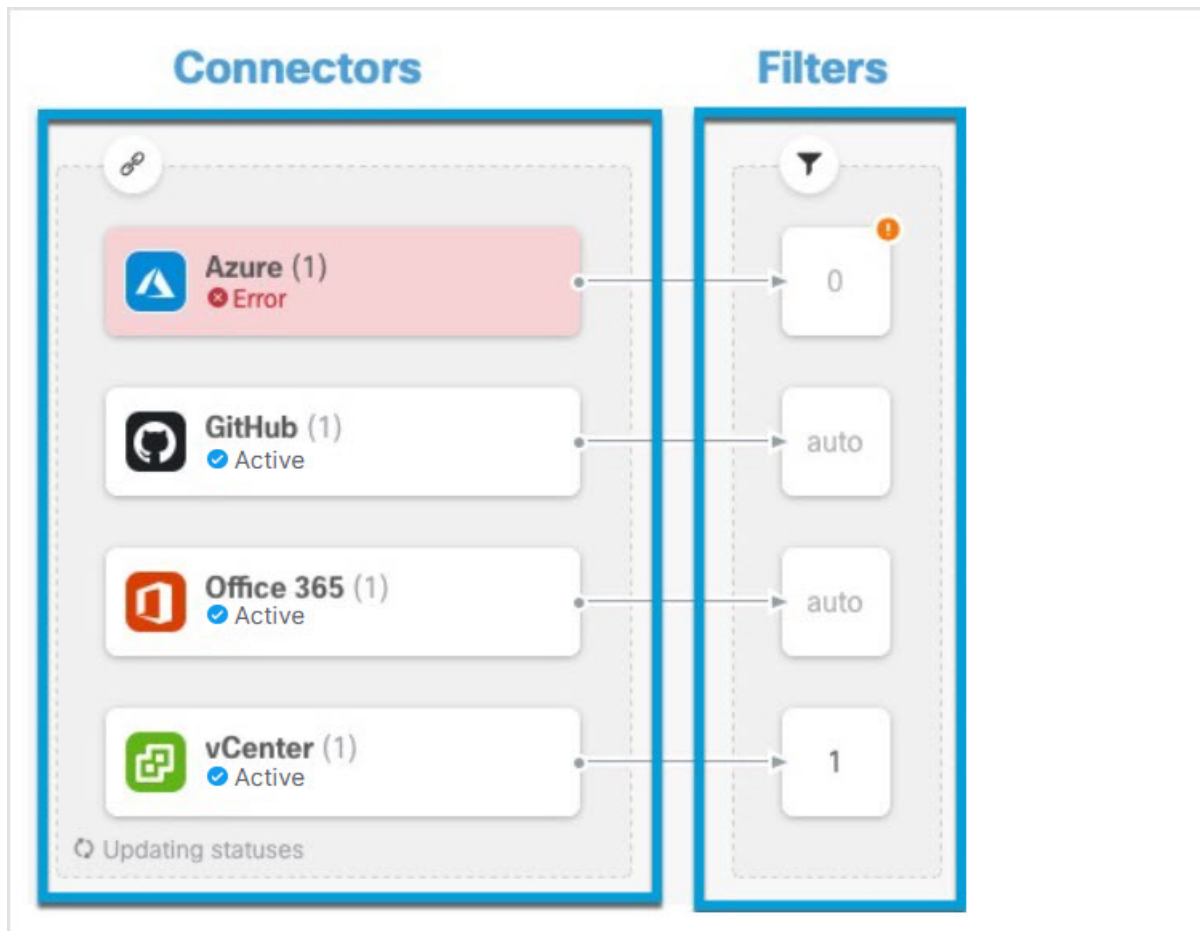 Connectors
Filters
Azure (1)
Error
0
GitHub (1)
Active
auto
Office 365 (1)
Active
auto
vCenter (1)
Active
1
Updating statuses